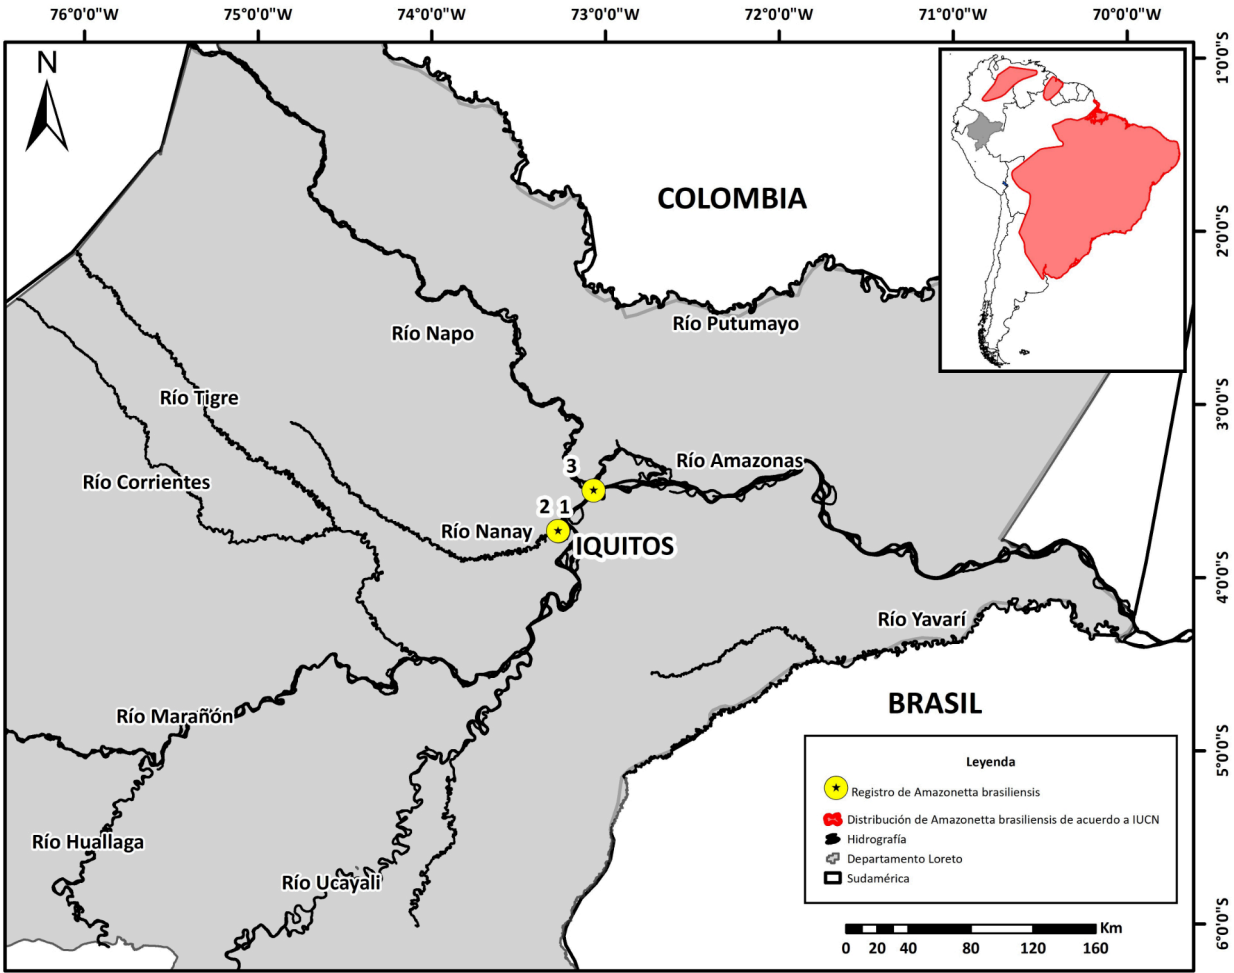 76°0'0"W 75°0'0"W 74°0'0"W 73°0'0"W 72°0'0"W 71°0'0"W 70°0'0"W
N
1°0'0"S
COLOMBIA
2°0'0"S
Río Putumayo
Río Napo
Río Tigre
3°0'0"S
Río Amazonas
3
Río Corrientes
2 1
Río Nanay
IQUITOS
4°0'0"S
Río Yavarí
BRASIL
Río Marañón
5°0'0"S
Leyenda
Registro de Amazonetta brasiliensis
Distribución de Amazonetta brasiliensis de acuerdo a IUCN
Hidrografía
Departamento Loreto
Sudamérica
Río Huallaga
Río Ucayali
6°0'0"S
Km
0 20 40 80 120 160